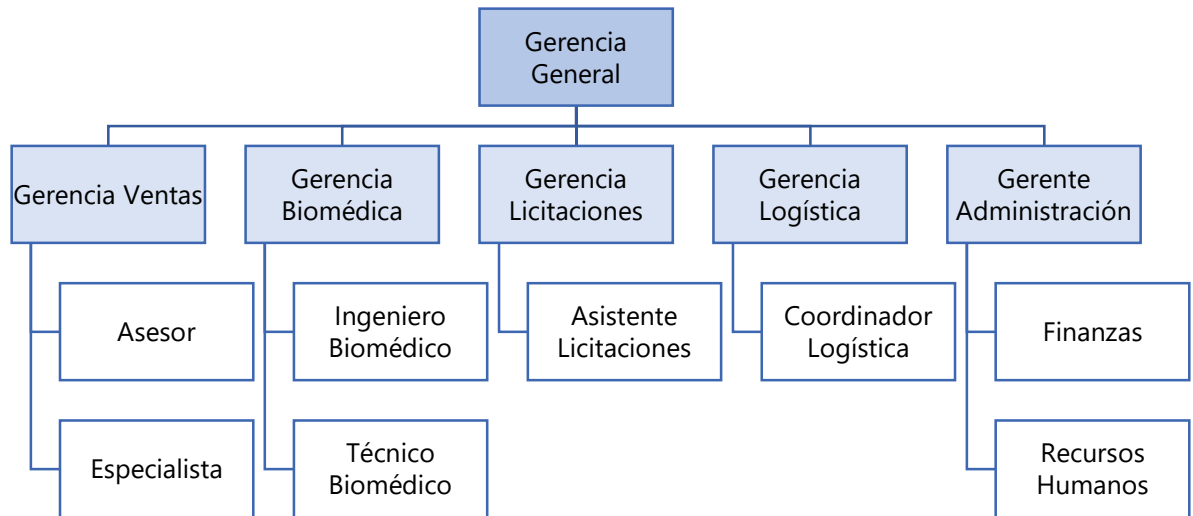 Gerencia
General
Gerencia Ventas
Gerencia
Biomédica
Gerencia
Licitaciones
Gerencia
Logística
Gerente
Administración
Asesor
Ingeniero
Biomédico
Asistente
Licitaciones
Coordinador
Logística
Finanzas
Especialista
Técnico
Biomédico
Recursos
Humanos